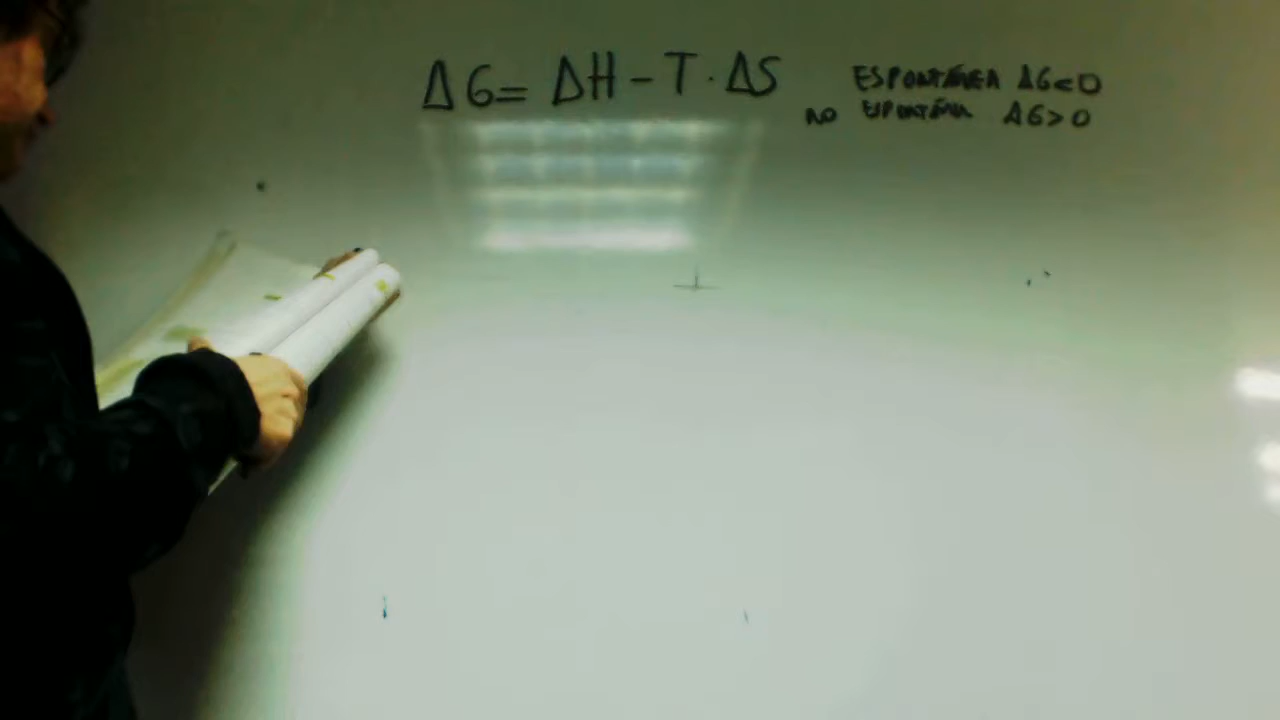 ΔG = ΔH - T · ΔS
ESPONTÁNEA ΔG<0
NO ESPONTÁNEA ΔG>0